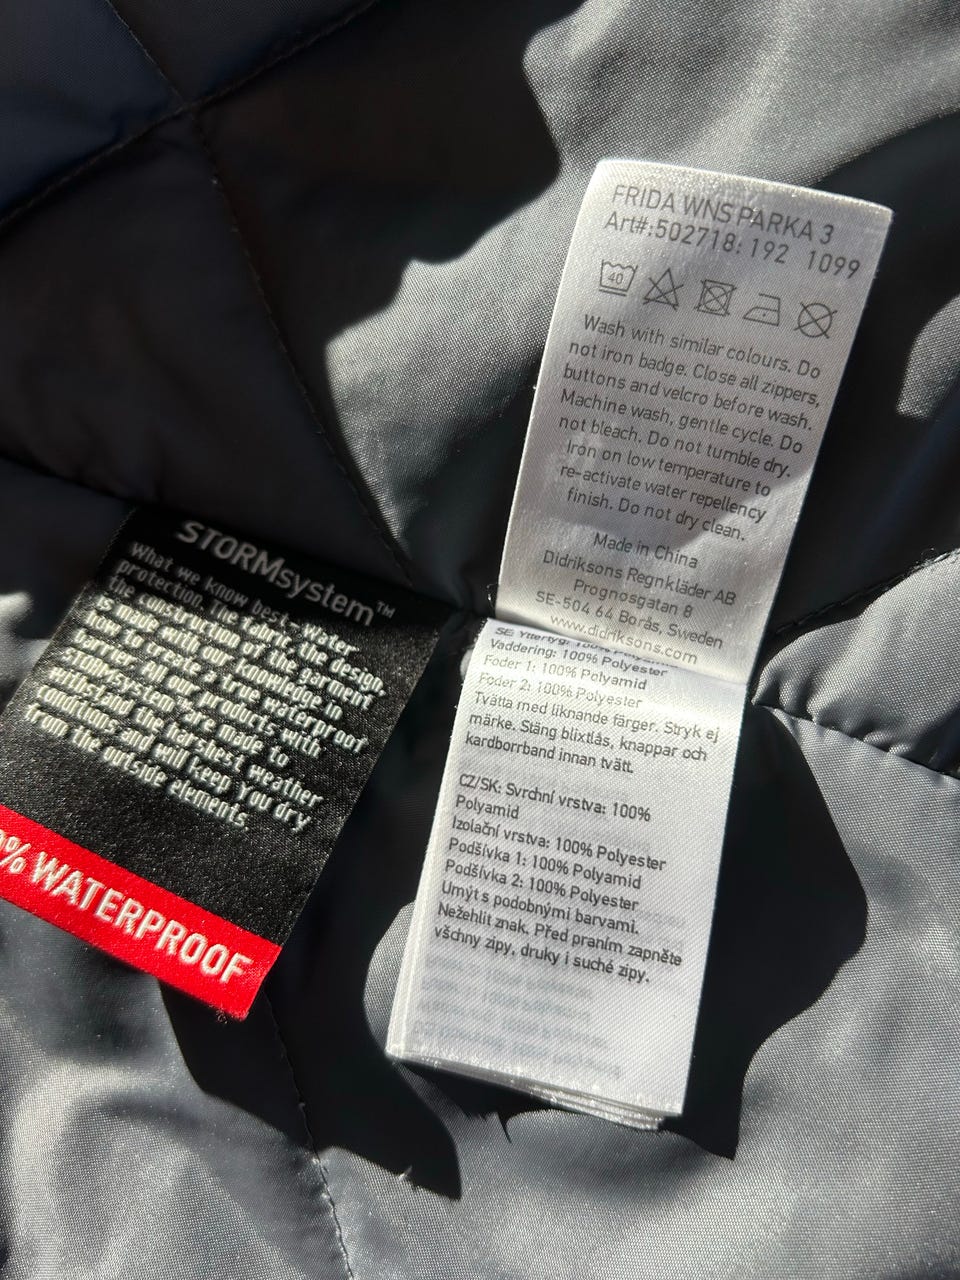 FRIDA WNS PARKA 3
Art#:502718: 192 1099
40
Wash with similar colours. Do
not iron badge. Close all zippers,
buttons and velcro before wash.
Machine wash, gentle cycle. Do
not bleach. Do not tumble dry.
Iron on low temperature to
re-activate water repellency
finish. Do not dry clean.
Made in China
Didriksons Regnkläder AB
Prognosgatan 8
SE-504 64 Borås, Sweden
www.didriksons.com
SE: Yttertyg: 100%
Vaddering: 100% Polyester
Foder 1: 100% Polyamid
Foder 2: 100% Polyester
Tvätta med liknande färger. Stryk ej
märke. Stäng blixtlås, knappar och
kardborrband innan tvätt.
CZ/SK: Svrchní vrstva: 100%
Polyamid
Izolační vrstva: 100% Polyester
Podšívka 1: 100% Polyamid
Podšívka 2: 100% Polyester
Umýt s podobnými barvami.
Nežehlit znak. Před praním zapněte
všchny zipy, druky i suché zipy.
STORMsystem™
What we know best - water
protection. The fabric, the design,
the construction of the garment
is made with our knowledge in
how to create a true waterproof
barrier. All our products with
STORMsystem™ are made to
withstand the harshest weather
conditions and will keep you dry
from the outside elements.
% WATERPROOF